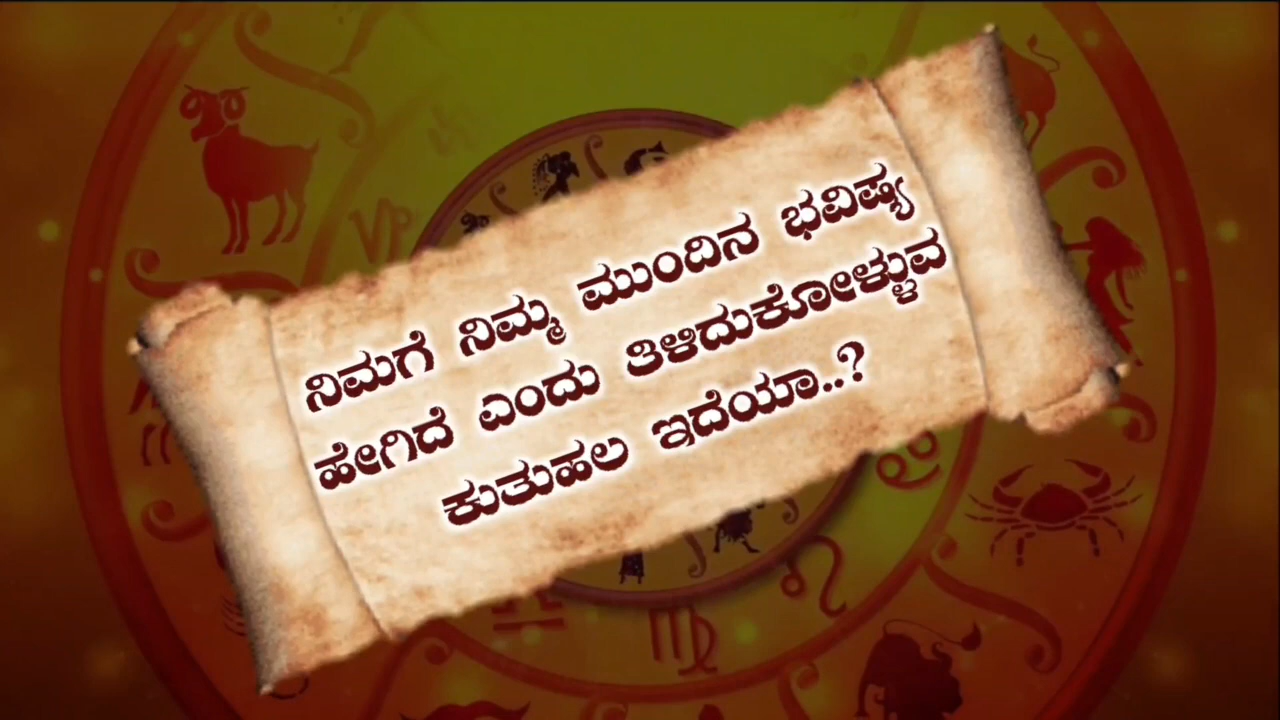 ನಿಮಗೆ ನಿಮ್ಮ ಮುಂದಿನ ಭವಿಷ್ಯ
ಹೇಗಿದೆ ಎಂದು ತಿಳಿದುಕೋಳ್ಳುವ
ಕುತುಹಲ ಇದೆಯಾ..?